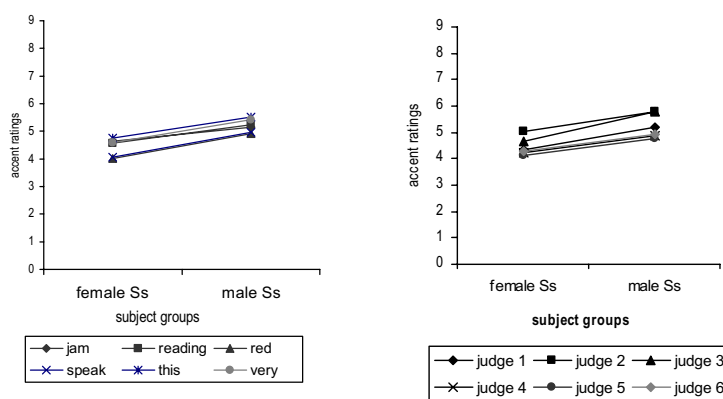 9
8
7
6
5
4
3
2
1
0
accent ratings
female Ss male Ss
subject groups
jam reading red
speak this very
9
8
7
6
5
4
3
2
1
0
accent ratings
female Ss male Ss
subject groups
judge 1 judge 2 judge 3
judge 4 judge 5 judge 6